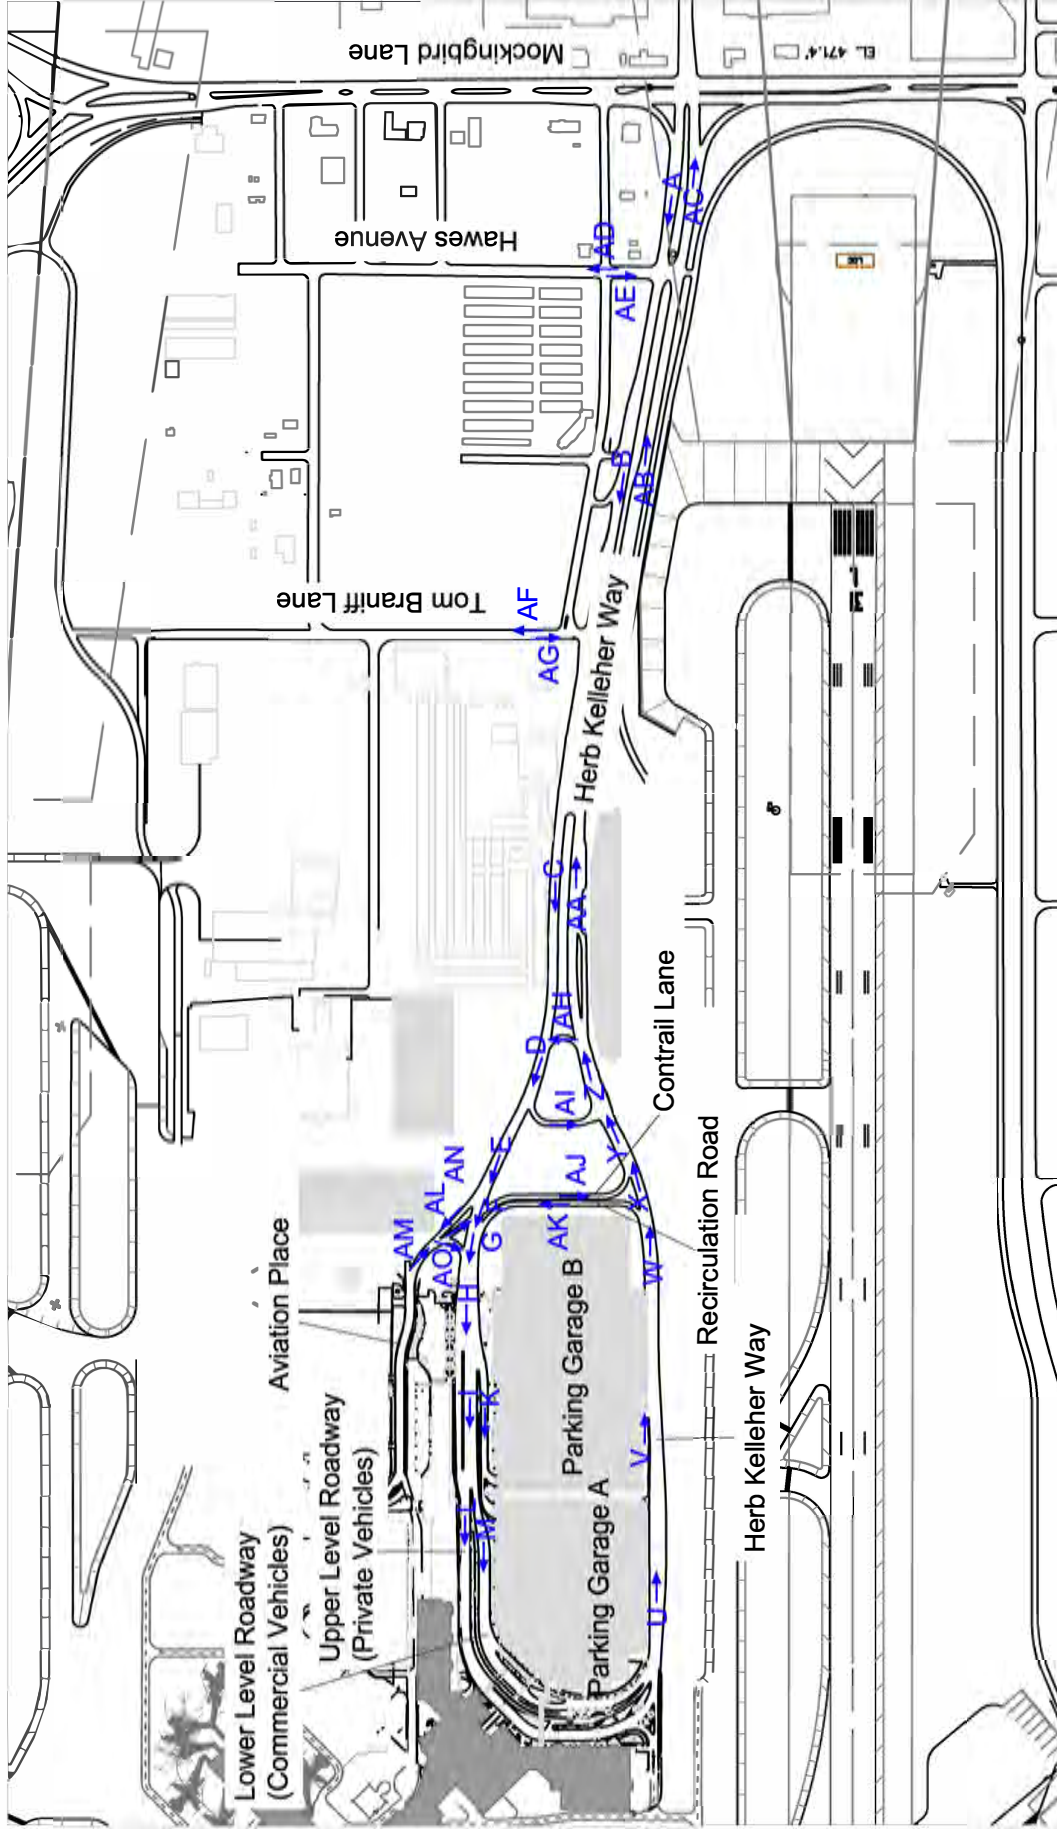 Mockingbird Lane
EL. 471.4'
Hawes Avenue
Tom Braniff Lane
Herb Kelleher Way
Contrail Lane
Recirculation Road
Herb Kelleher Way
Aviation Place
Parking Garage B
Parking Garage A
Upper Level Roadway
(Private Vehicles)
Lower Level Roadway
(Commercial Vehicles)
A
AC
AD
AE
B
AB
AF
AG
C
AA
AH
D
AI
Z
Y
E
AN
AL
AM
AJ
AK
X
W
G
AO
H
K
V
M
U